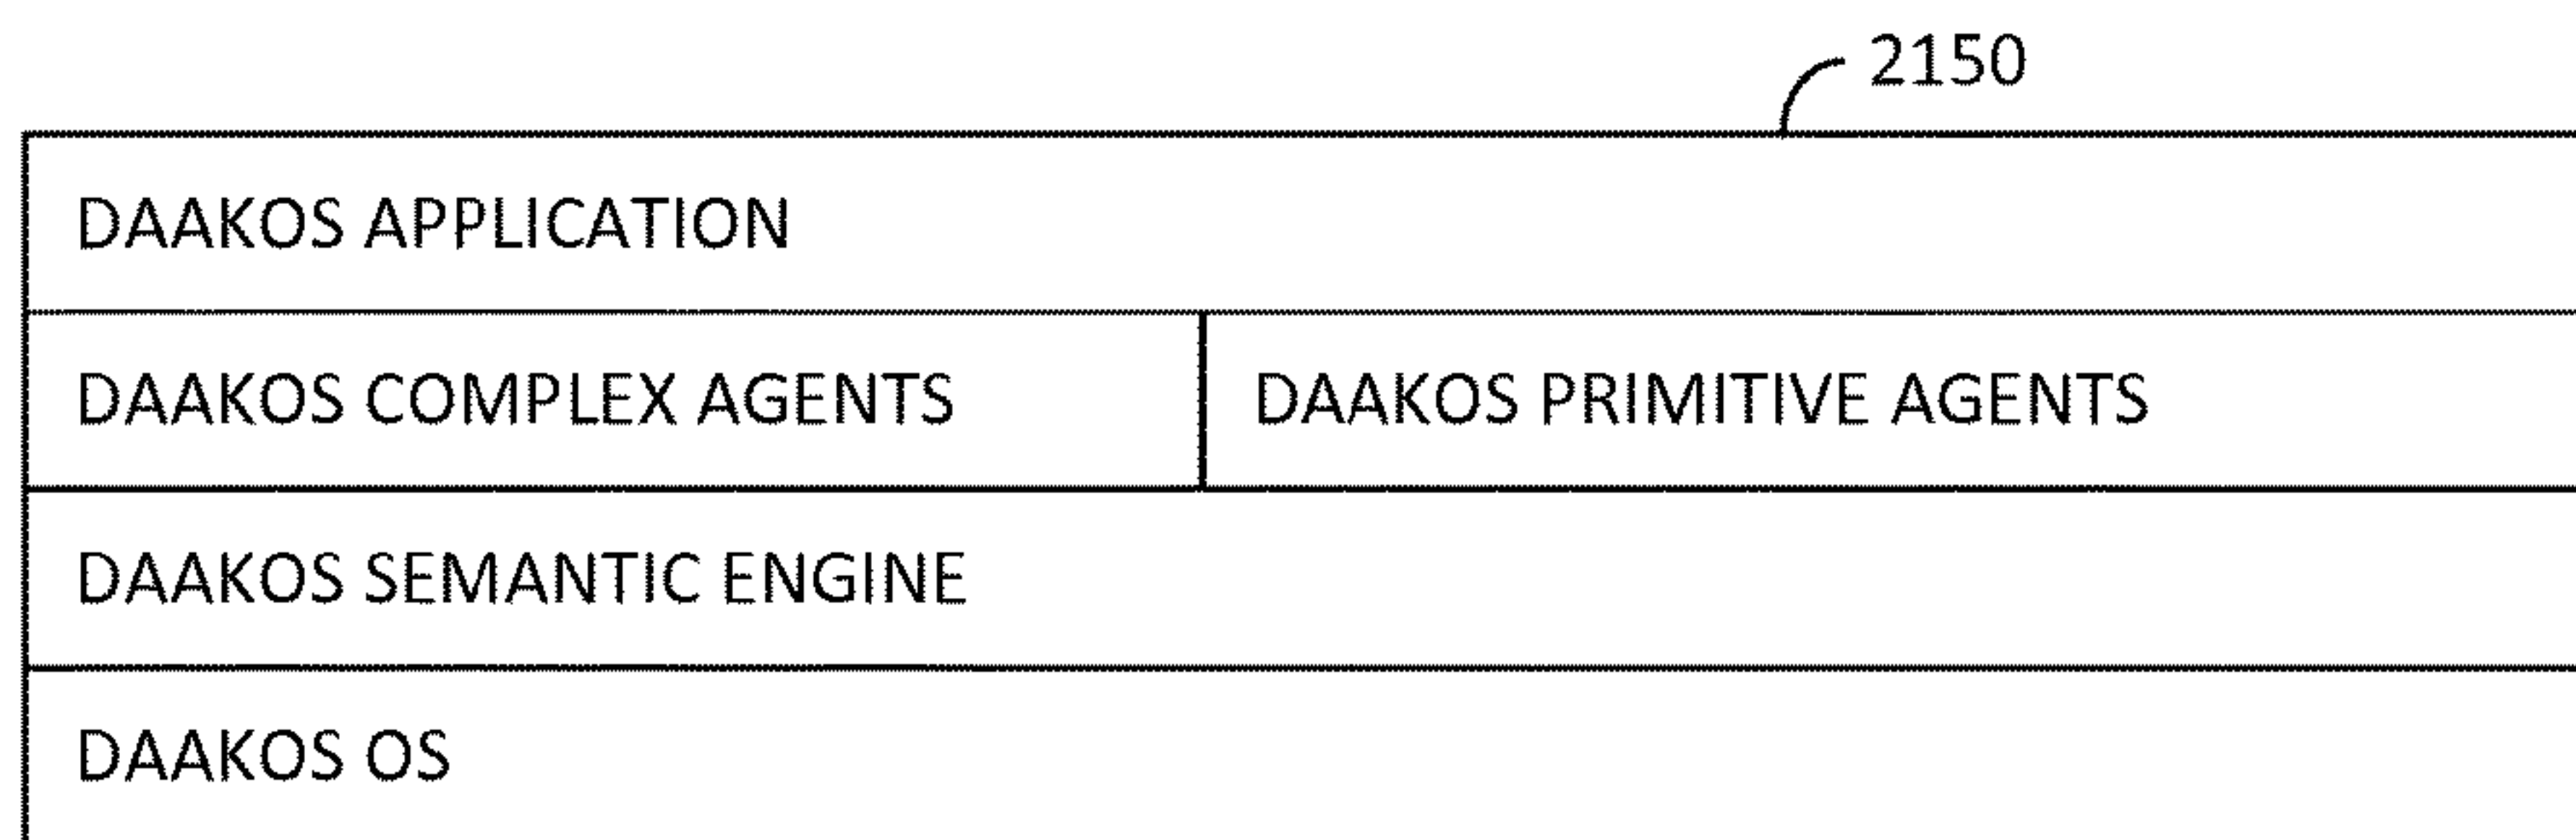 2150
DAAKOS APPLICATION
DAAKOS COMPLEX AGENTS
DAAKOS PRIMITIVE AGENTS
DAAKOS SEMANTIC ENGINE
DAAKOS OS